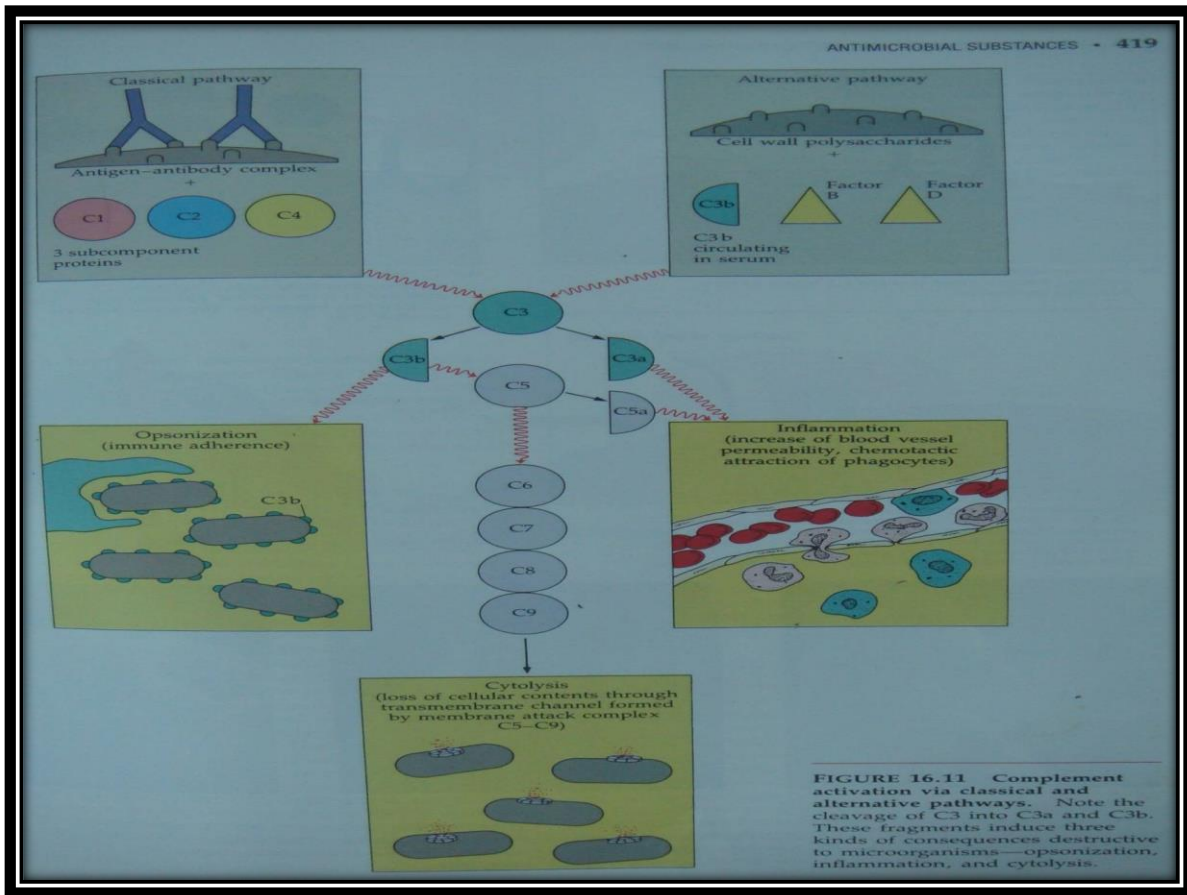 ANTIMICROBIAL SUBSTANCES • 419
Classical pathway
Antigen–antibody complex
+
C1
C2
C4
3 subcomponent
proteins
Alternative pathway
Cell wall polysaccharides
+
C3b
Factor
B
Factor
D
C3b
circulating
in serum
C3
C3b
C3a
C5
C5a
Opsonization
(immune adherence)
C3b
Inflammation
(increase of blood vessel
permeability, chemotactic
attraction of phagocytes)
C6
C7
C8
C9
Cytolysis
(loss of cellular contents through
transmembrane channel formed
by membrane attack complex
C5–C9)
FIGURE 16.11 Complement
activation via classical and
alternative pathways. Note the
cleavage of C3 into C3a and C3b.
These fragments induce three
kinds of consequences destructive
to microorganisms—opsonization,
inflammation, and cytolysis.